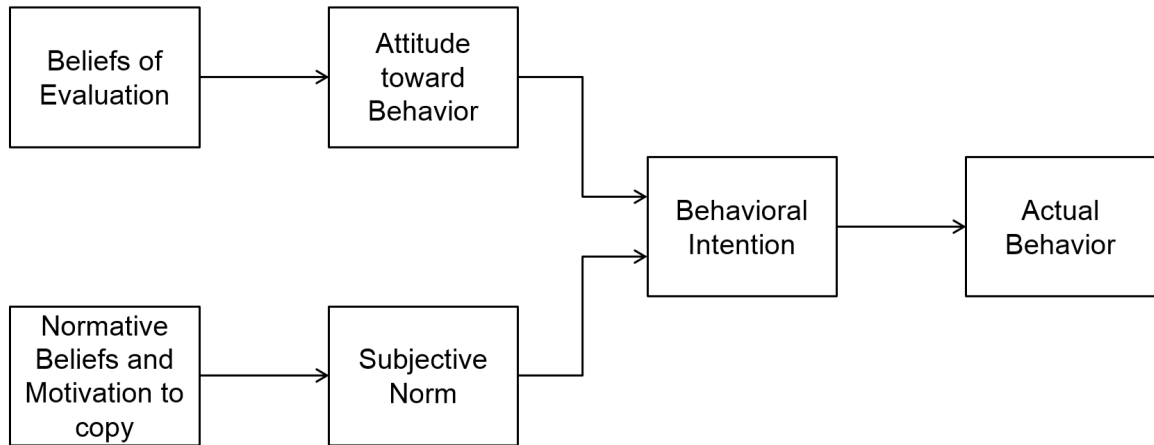 Beliefs of
Evaluation
Attitude
toward
Behavior
Behavioral
Intention
Actual
Behavior
Normative
Beliefs and
Motivation to
copy
Subjective
Norm